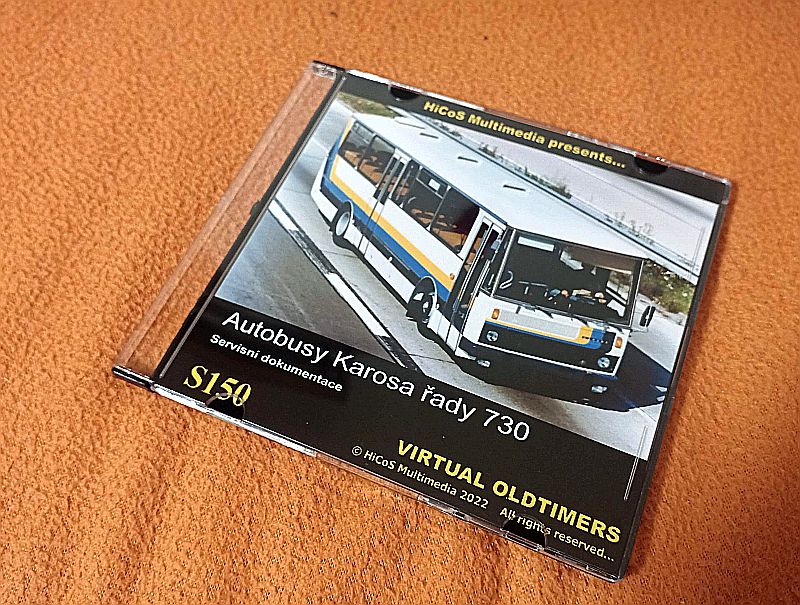 HiCoS Multimedia presents...
Autobusy Karosa řady 730
Servisní dokumentace
S150
VIRTUAL OLDTIMERS
© HiCoS Multimedia 2022 All rights reserved...